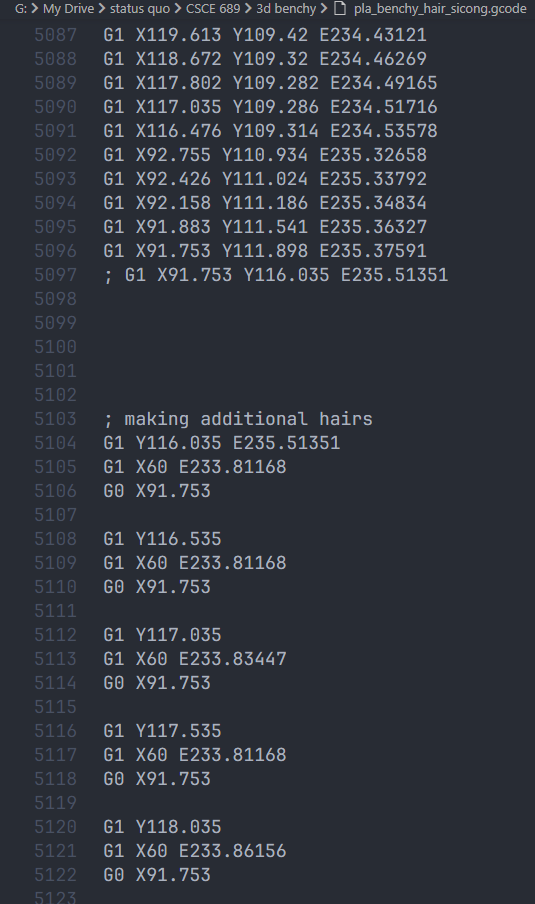 G: > My Drive > status quo > CSCE 689 > 3d benchy > pla_benchy_hair_sicong.gcode
5087 G1 X119.613 Y109.42 E234.43121
5088 G1 X118.672 Y109.32 E234.46269
5089 G1 X117.802 Y109.282 E234.49165
5090 G1 X117.035 Y109.286 E234.51716
5091 G1 X116.476 Y109.314 E234.53578
5092 G1 X92.755 Y110.934 E235.32658
5093 G1 X92.426 Y111.024 E235.33792
5094 G1 X92.158 Y111.186 E235.34834
5095 G1 X91.883 Y111.541 E235.36327
5096 G1 X91.753 Y111.898 E235.37591
5097 ; G1 X91.753 Y116.035 E235.51351
5098
5099
5100
5101
5102
5103 ; making additional hairs
5104 G1 Y116.035 E235.51351
5105 G1 X60 E233.81168
5106 G0 X91.753
5107
5108 G1 Y116.535
5109 G1 X60 E233.81168
5110 G0 X91.753
5111
5112 G1 Y117.035
5113 G1 X60 E233.83447
5114 G0 X91.753
5115
5116 G1 Y117.535
5117 G1 X60 E233.81168
5118 G0 X91.753
5119
5120 G1 Y118.035
5121 G1 X60 E233.86156
5122 G0 X91.753
5123